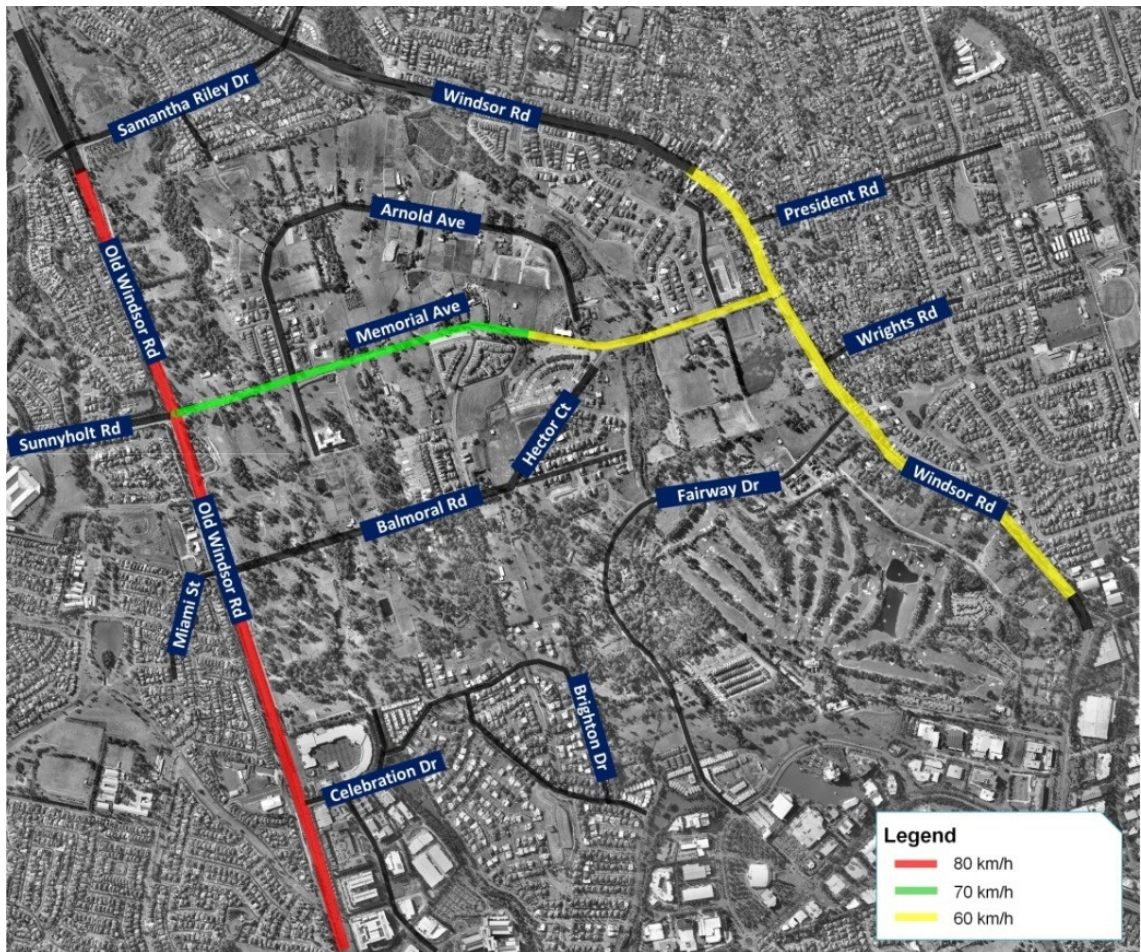 Samantha Riley Dr
Windsor Rd
President Rd
Arnold Ave
Old Windsor Rd
Memorial Ave
Wrights Rd
Sunnyholt Rd
Hector Ct
Fairway Dr
Windsor Rd
Balmoral Rd
Old Windsor Rd
Miami St
Brighton Dr
Celebration Dr
Legend
80 km/h
70 km/h
60 km/h